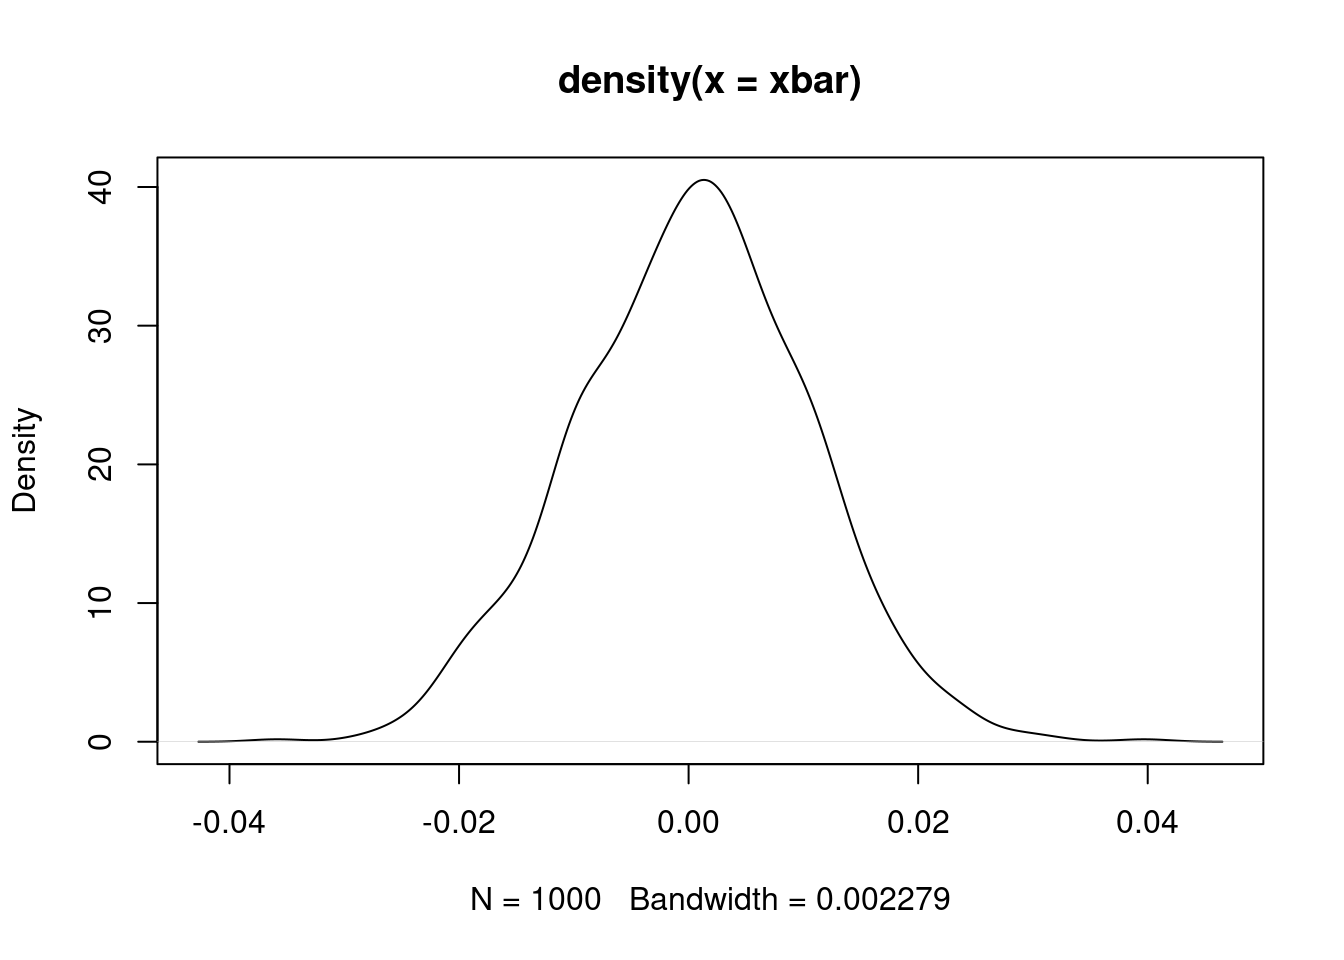 density(x = xbar)
Density
40
30
20
10
0
-0.04 -0.02 0.00 0.02 0.04
N = 1000 Bandwidth = 0.002279